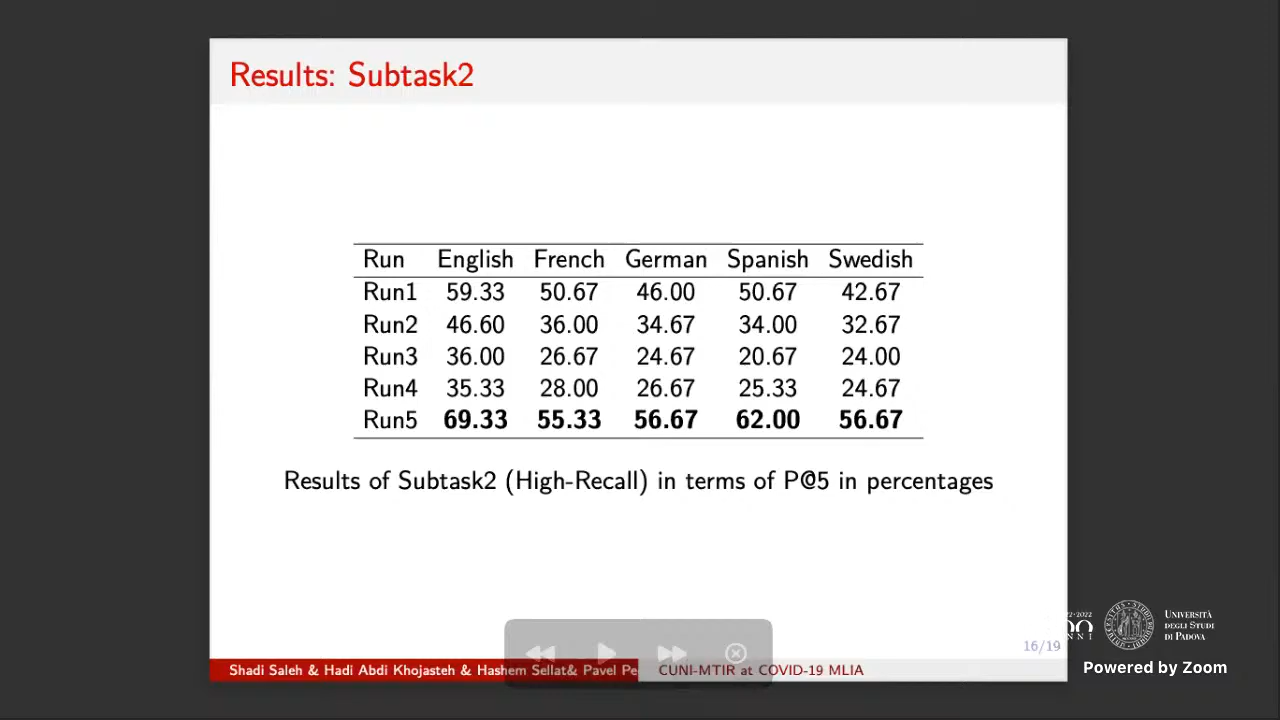 Results: Subtask2
Run English French German Spanish Swedish
Run1 59.33 50.67 46.00 50.67 42.67
Run2 46.60 36.00 34.67 34.00 32.67
Run3 36.00 26.67 24.67 20.67 24.00
Run4 35.33 28.00 26.67 25.33 24.67
Run5 69.33 55.33 56.67 62.00 56.67
Results of Subtask2 (High-Recall) in terms of P@5 in percentages
16/19
Shadi Saleh & Hadi Abdi Khojasteh & Hashem Sellat& Pavel Pe
CUNI-MTIR at COVID-19 MLIA
Università
degli Studi
di Padova
Powered by Zoom